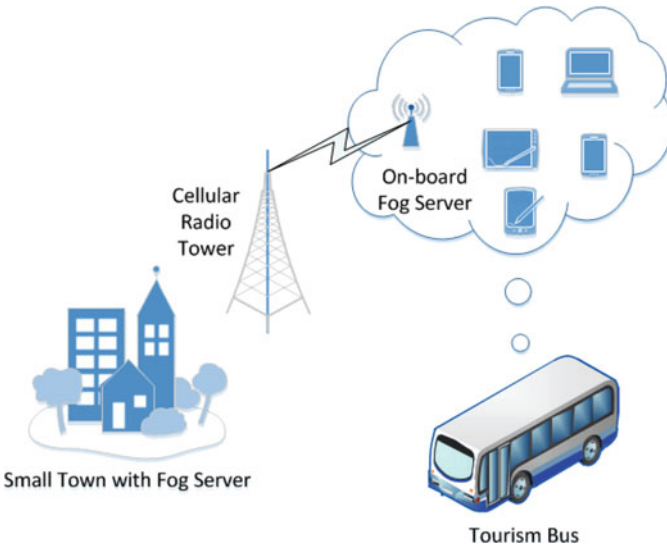 On-board
Fog Server
Cellular
Radio
Tower
Small Town with Fog Server
Tourism Bus